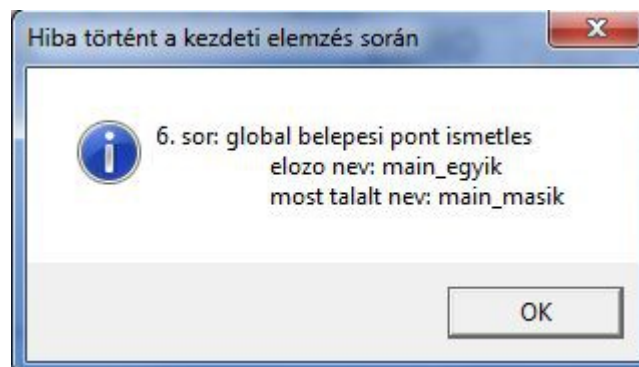 Hiba történt a kezdeti elemzés során
6. sor: global belepesi pont ismetles
elozo nev: main_egyik
most talalt nev: main_masik
OK